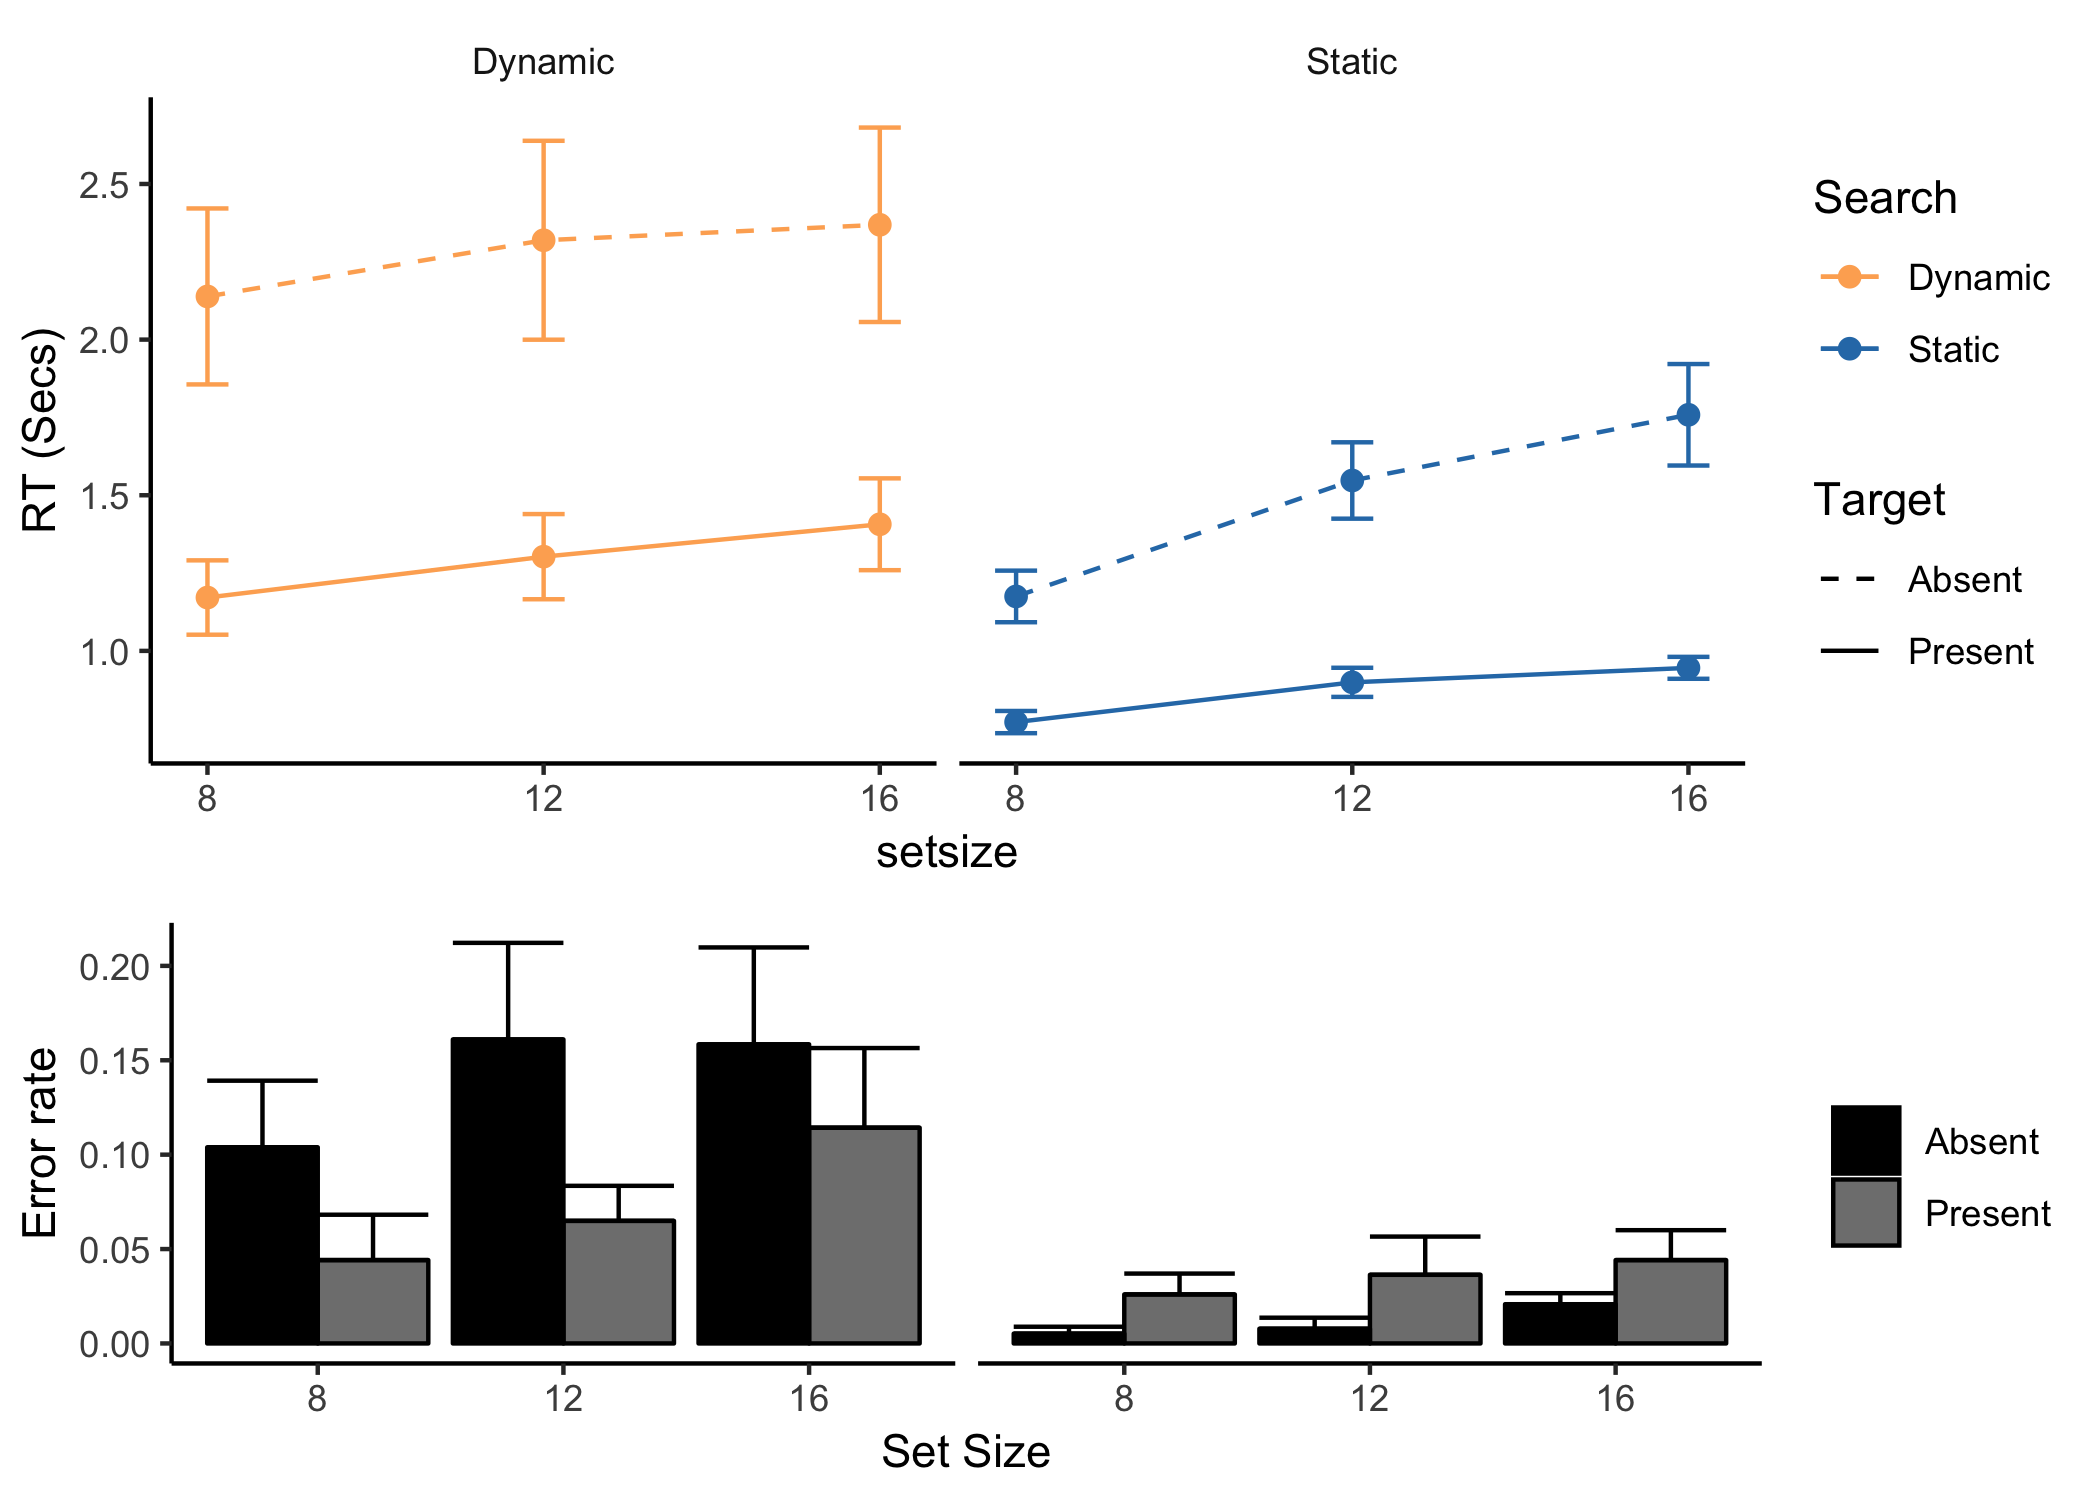 Dynamic
Static
2.5
2.0
1.5
1.0
RT (Secs)
8
12
16
8
12
16
setsize
Search
Dynamic
Static
Target
Absent
Present
0.20
0.15
0.10
0.05
0.00
Error rate
8
12
16
8
12
16
Set Size
Absent
Present